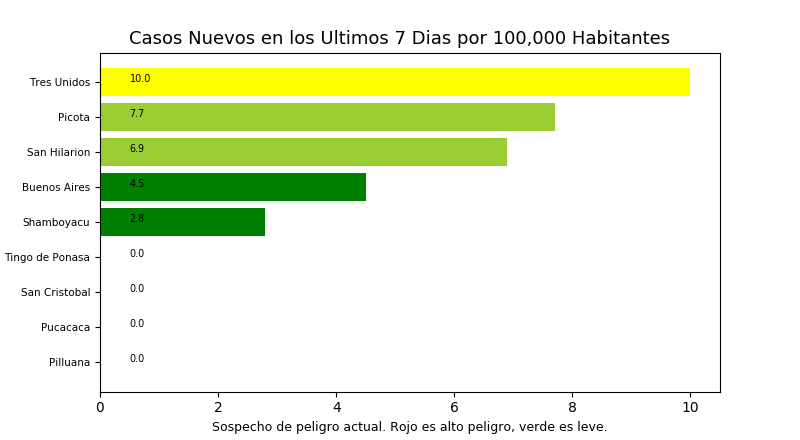 Casos Nuevos en los Ultimos 7 Dias por 100,000 Habitantes
Tres Unidos 10.0
Picota 7.7
San Hilarion 6.9
Buenos Aires 4.5
Shamboyacu 2.8
Tingo de Ponasa 0.0
San Cristobal 0.0
Pucacaca 0.0
Pilluana 0.0
0 2 4 6 8 10
Sospecho de peligro actual. Rojo es alto peligro, verde es leve.